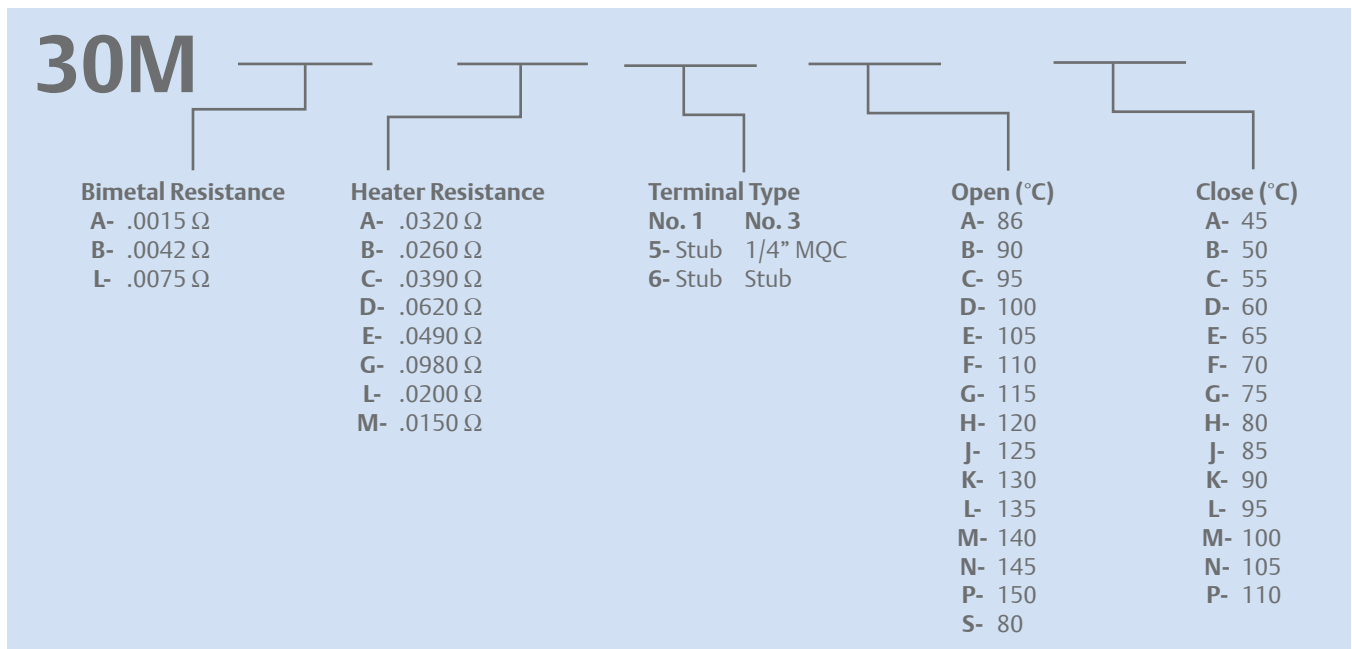 30M
Bimetal Resistance
A- .0015 Ω
B- .0042 Ω
L- .0075 Ω
Heater Resistance
A- .0320 Ω
B- .0260 Ω
C- .0390 Ω
D- .0620 Ω
E- .0490 Ω
G- .0980 Ω
L- .0200 Ω
M- .0150 Ω
Terminal Type
No. 1 No. 3
5- Stub 1/4” MQC
6- Stub Stub
Open (°C)
A- 86
B- 90
C- 95
D- 100
E- 105
F- 110
G- 115
H- 120
J- 125
K- 130
L- 135
M- 140
N- 145
P- 150
S- 80
Close (°C)
A- 45
B- 50
C- 55
D- 60
E- 65
F- 70
G- 75
H- 80
J- 85
K- 90
L- 95
M- 100
N- 105
P- 110